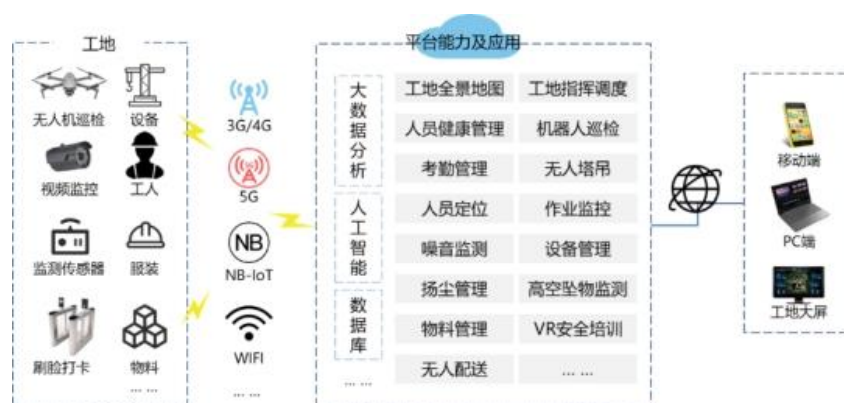 工地
无人机巡检 设备
视频监控 工人
监测传感器 服装
刷脸打卡 物料
... ...
3G/4G
5G
NB
NB-IoT
WIFI
... ...
平台能力及应用
大数据分析
人工智能
数据库
... ...
工地全景地图 工地指挥调度
人员健康管理 机器人巡检
考勤管理 无人塔吊
人员定位 作业监控
噪音监测 设备管理
扬尘管理 高空坠物监测
物料管理 VR安全培训
无人配送 ... ...
移动端
PC端
工地大屏